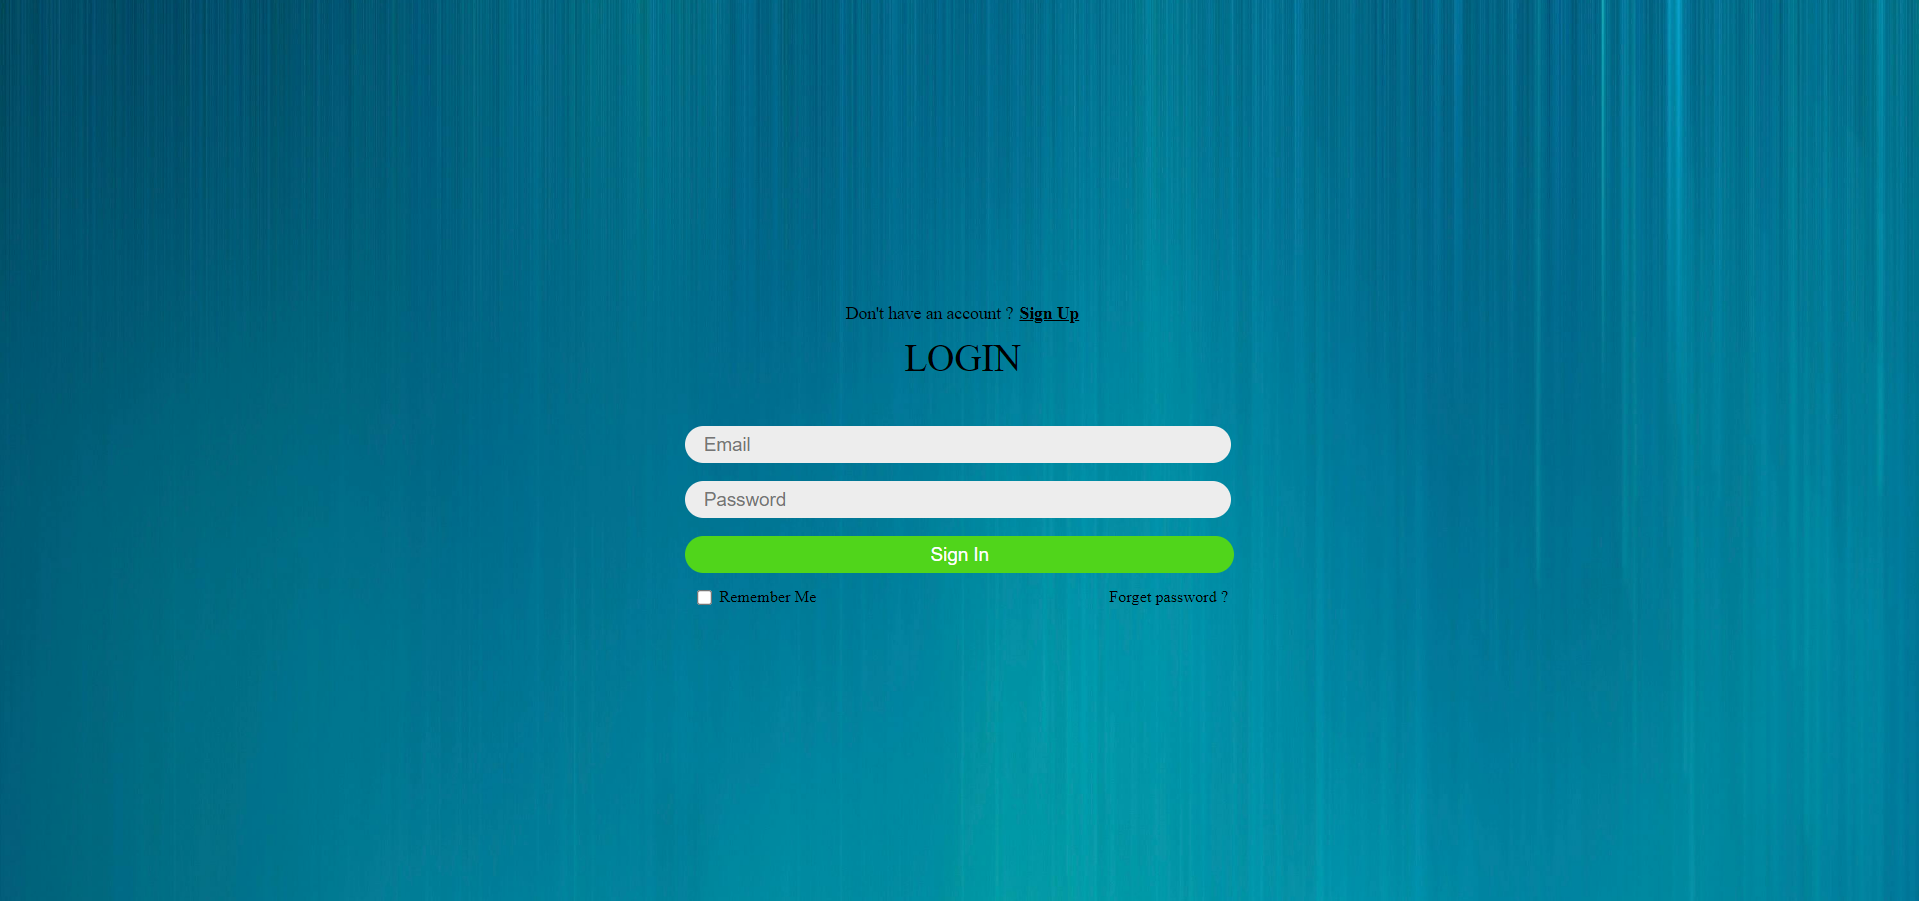 Don't have an account ? Sign Up
LOGIN
Email
Password
Sign In
Remember Me Forget password ?